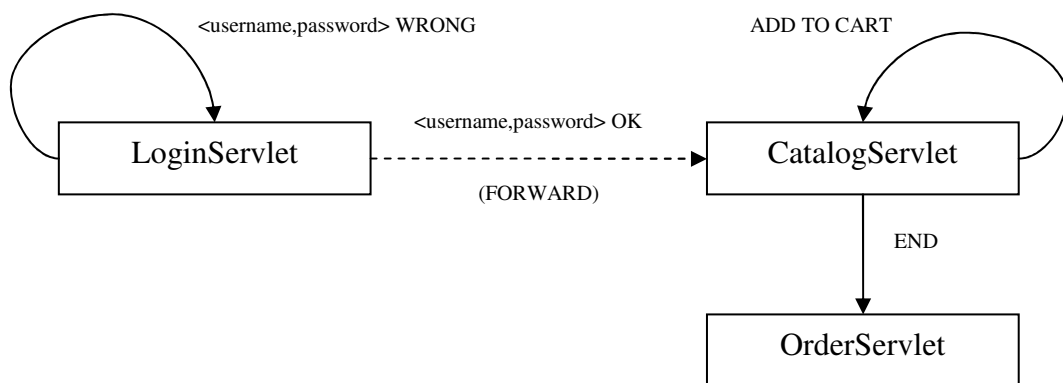 <username,password> WRONG
ADD TO CART
<username,password> OK
LoginServlet
CatalogServlet
(FORWARD)
END
OrderServlet